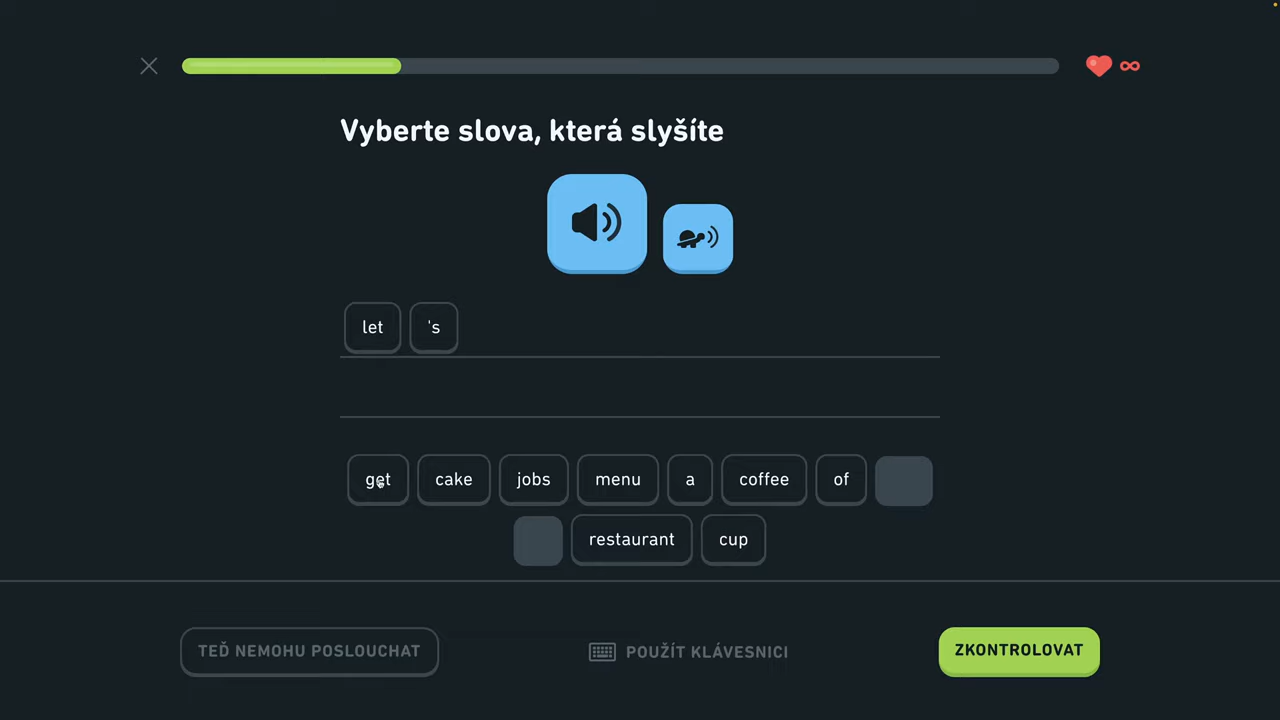 Vyberte slova, která slyšíte
let 's
get cake jobs menu a coffee of
restaurant cup
TEĎ NEMOHU POSLOUCHAT POUŽÍT KLÁVESNICI ZKONTROLOVAT